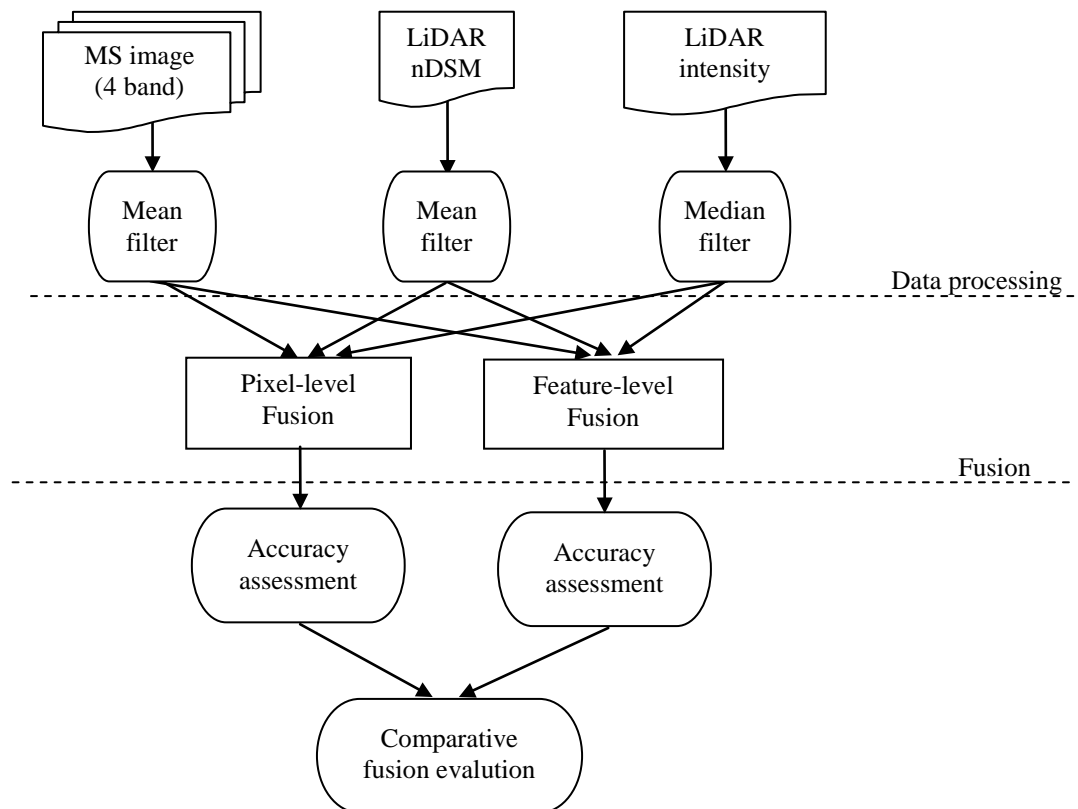 MS image
(4 band)
LiDAR
nDSM
LiDAR
intensity
Mean
filter
Mean
filter
Median
filter
Data processing
Pixel-level
Fusion
Feature-level
Fusion
Fusion
Accuracy
assessment
Accuracy
assessment
Comparative
fusion evalution